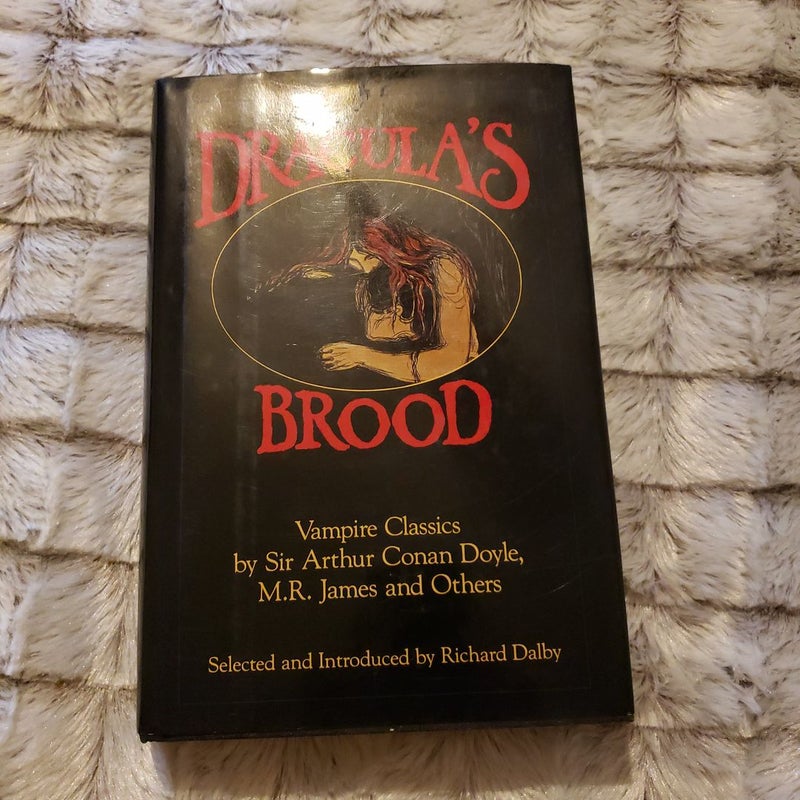 DRACULA'S
BROOD
Vampire Classics
by Sir Arthur Conan Doyle,
M.R. James and Others
Selected and Introduced by Richard Dalby